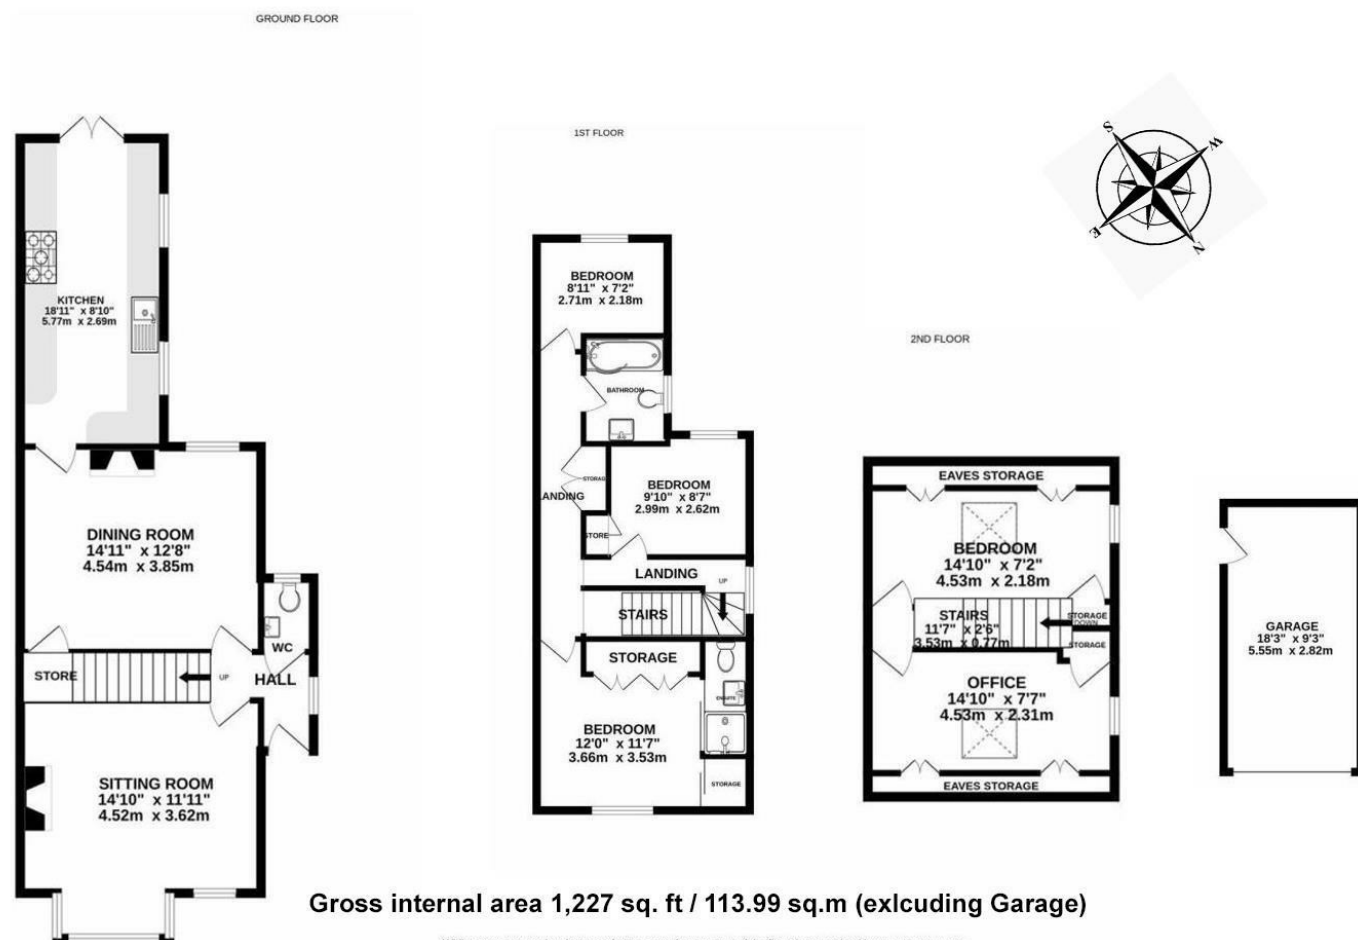 GROUND FLOOR
KITCHEN
18'11" x 8'10"
5.77m x 2.69m
DINING ROOM
14'11" x 12'8"
4.54m x 3.85m
WC
STORE
UP
HALL
SITTING ROOM
14'10" x 11'11"
4.52m x 3.62m
1ST FLOOR
BEDROOM
8'11" x 7'2"
2.71m x 2.18m
BATHROOM
STORAGE
LANDING
BEDROOM
9'10" x 8'7"
2.99m x 2.62m
STORE
LANDING
UP
STAIRS
STORAGE
ENSUITE
BEDROOM
12'0" x 11'7"
3.66m x 3.53m
STORAGE
S
W
E
N
2ND FLOOR
EAVES STORAGE
BEDROOM
14'10" x 7'2"
4.53m x 2.18m
STAIRS
11'7" x 2'6"
3.53m x 0.77m
STORAGE
DOWN
STORAGE
OFFICE
14'10" x 7'7"
4.53m x 2.31m
EAVES STORAGE
GARAGE
18'3" x 9'3"
5.55m x 2.82m
Gross internal area 1,227 sq. ft / 113.99 sq.m (exlcuding Garage)